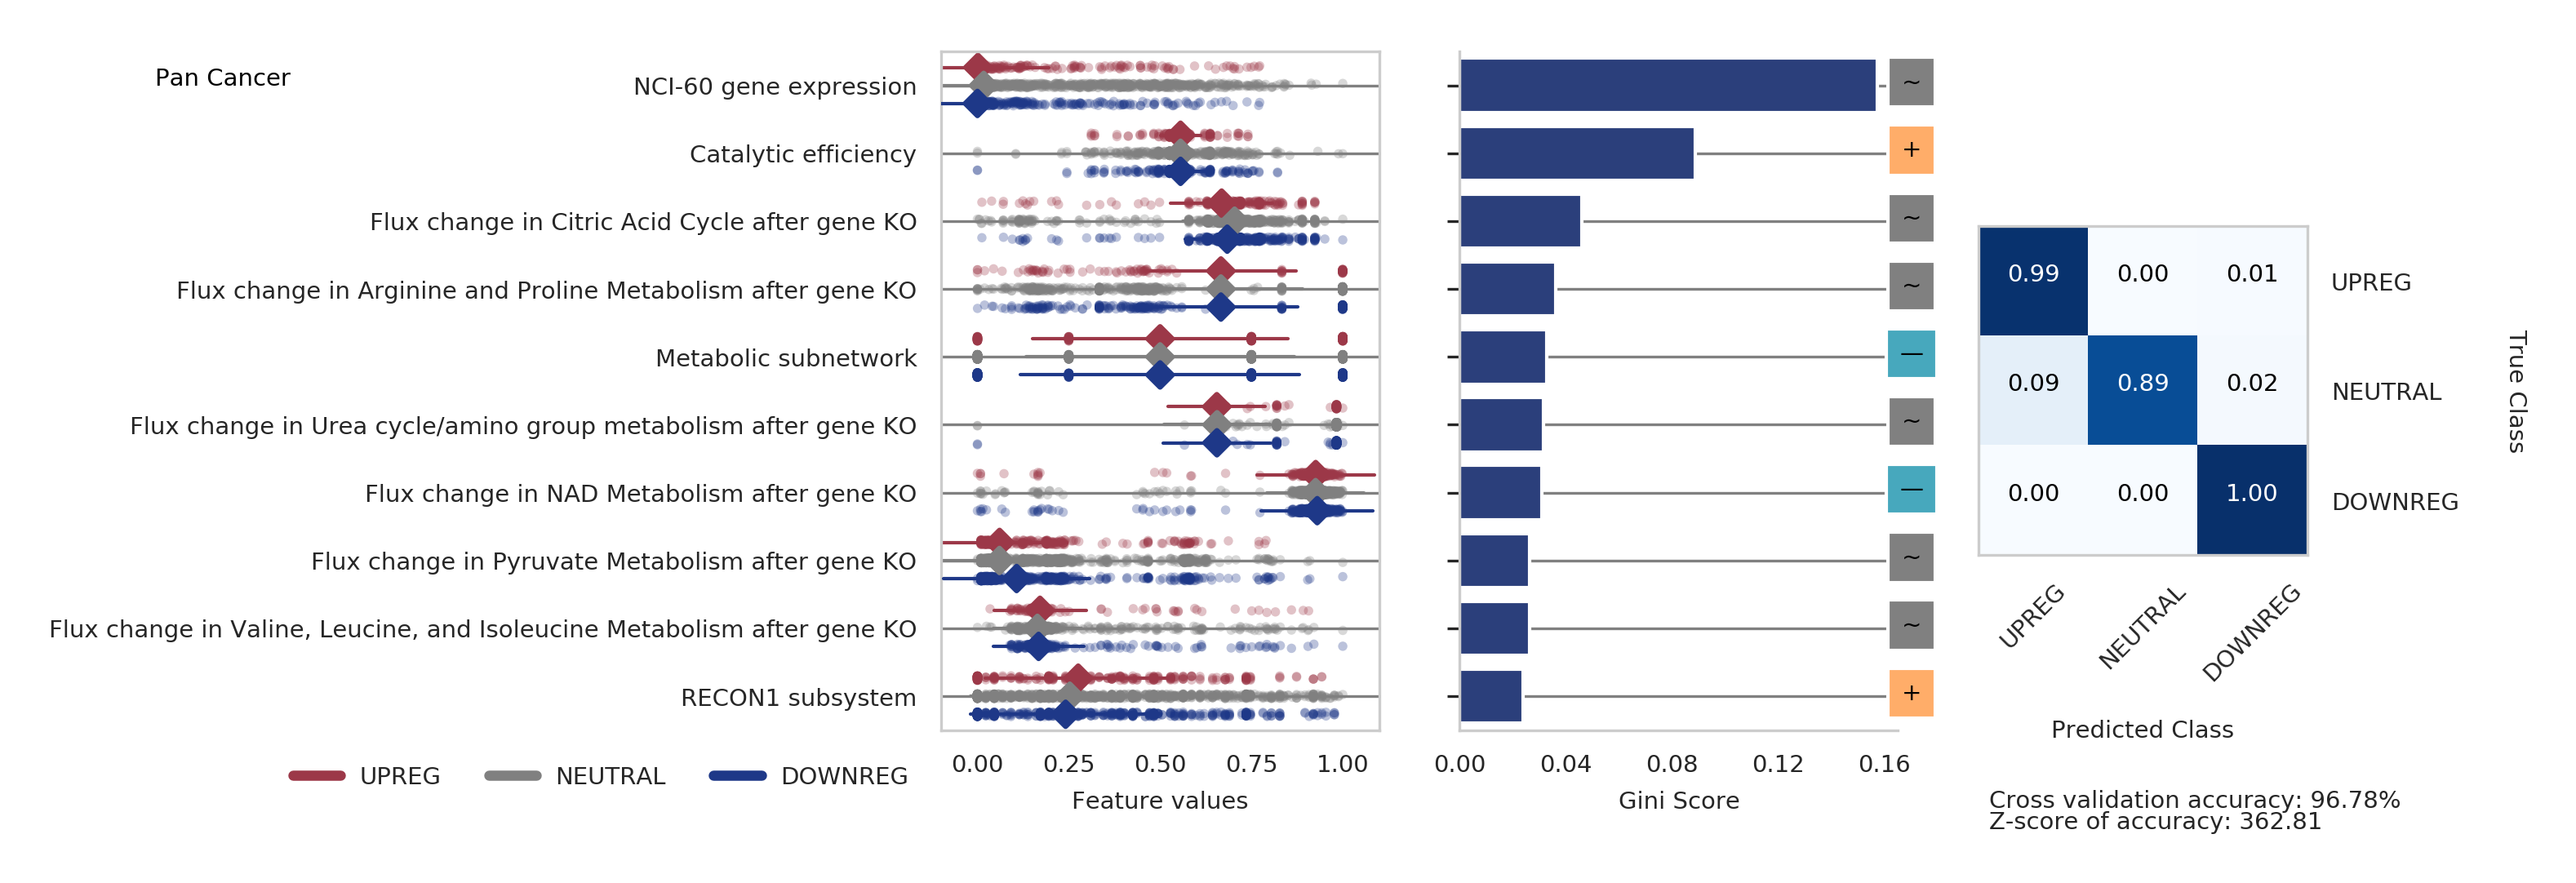 Pan Cancer
NCI-60 gene expression
Catalytic efficiency
Flux change in Citric Acid Cycle after gene KO
Flux change in Arginine and Proline Metabolism after gene KO
Metabolic subnetwork
Flux change in Urea cycle/amino group metabolism after gene KO
Flux change in NAD Metabolism after gene KO
Flux change in Pyruvate Metabolism after gene KO
Flux change in Valine, Leucine, and Isoleucine Metabolism after gene KO
RECON1 subsystem
UPREG NEUTRAL DOWNREG
0.00 0.25 0.50 0.75 1.00
Feature values
~
+
~
~
—
~
—
~
~
+
0.00 0.04 0.08 0.12 0.16
Gini Score
0.99 0.00 0.01 UPREG
0.09 0.89 0.02 NEUTRAL
0.00 0.00 1.00 DOWNREG
True Class
UPREG NEUTRAL DOWNREG
Predicted Class
Cross validation accuracy: 96.78%
Z-score of accuracy: 362.81